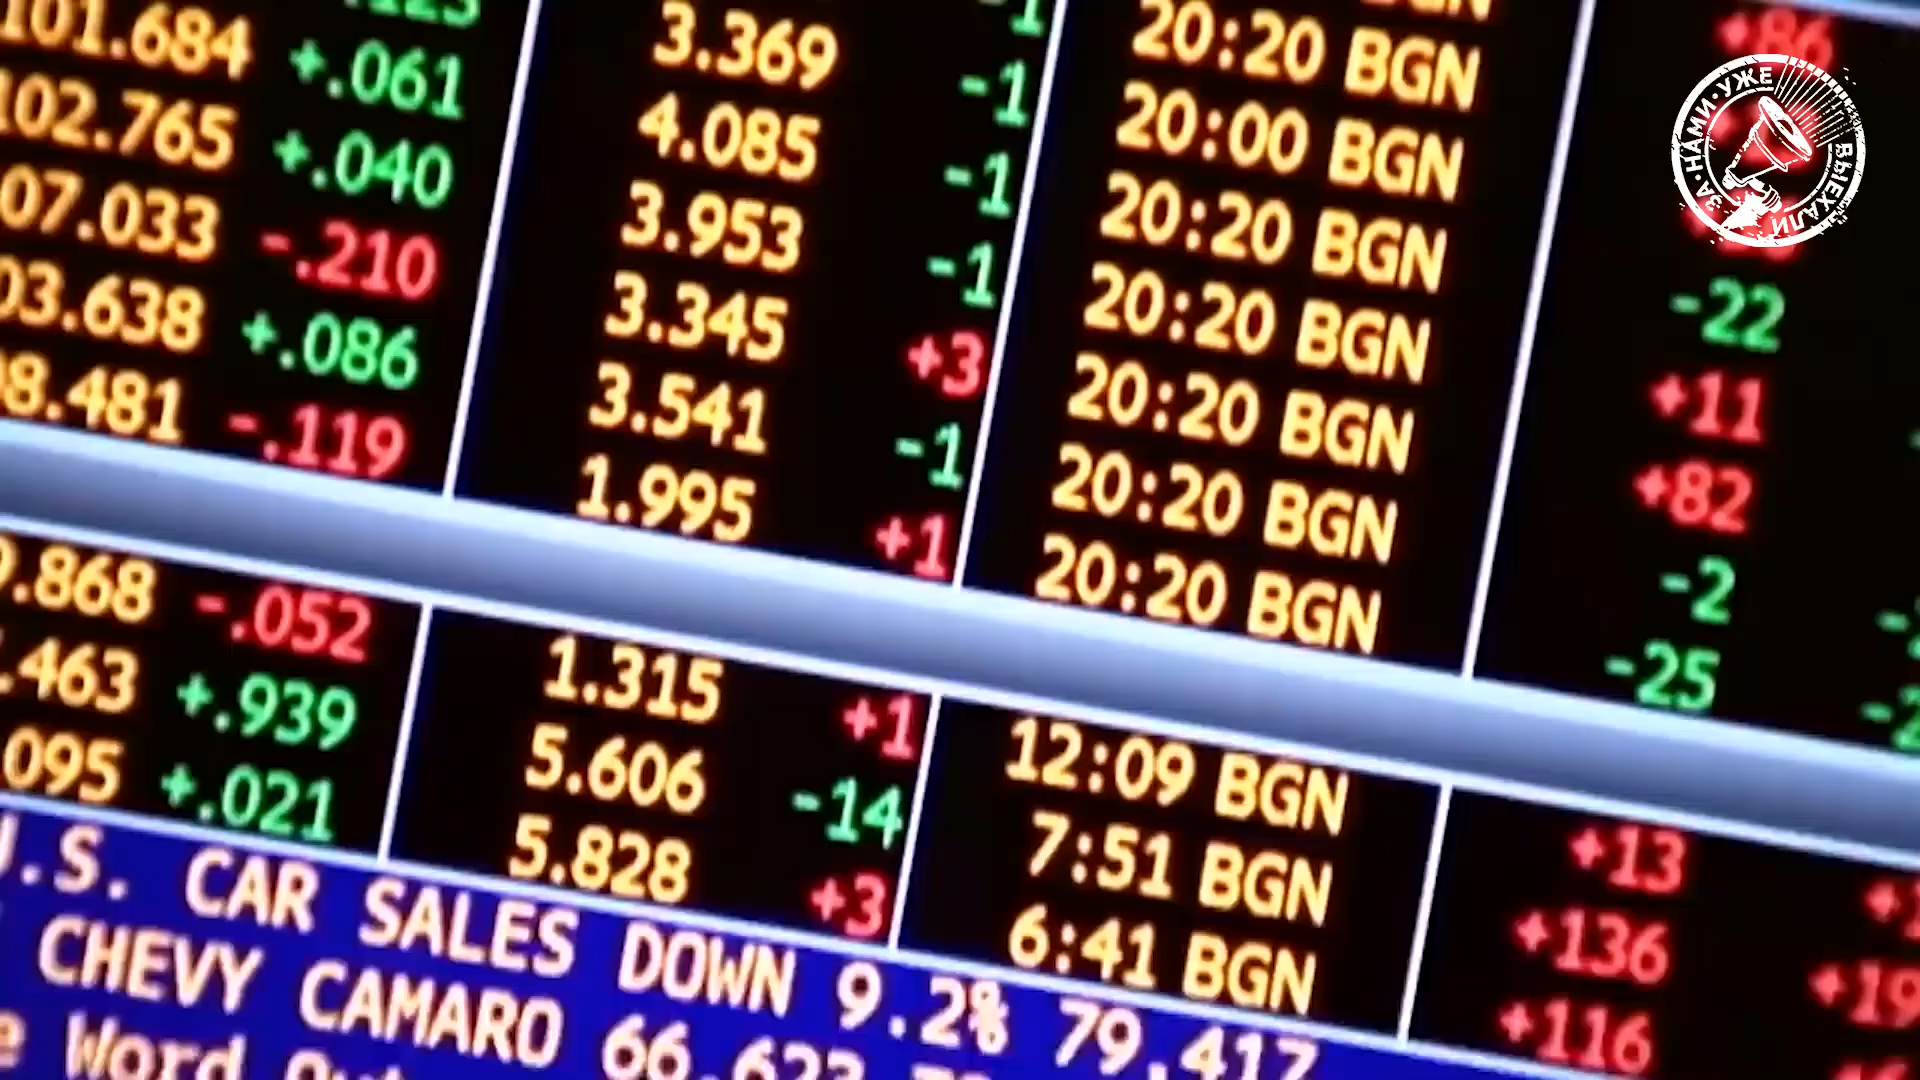 101.684 +.061 3.369 -1 20:20 BGN +86
102.765 +.040 4.085 -1 20:00 BGN
07.033 -.210 3.953 -1 20:20 BGN
03.638 +.086 3.345 +3 20:20 BGN -22
8.481 -.119 3.541 -1 20:20 BGN +11
1.995 +1 20:20 BGN +82
20:20 BGN -2
-25
.868 -.052 1.315 +1 12:09 BGN +13
.463 +.939 5.606 -14 7:51 BGN +136
.095 +.021 5.828 +3 6:41 BGN +116
U.S. CAR SALES DOWN 9.2% 79,417
CHEVY CAMARO 66,623
Word
ЗА·НАМИ·УЖЕ ВЫЕХАЛИ